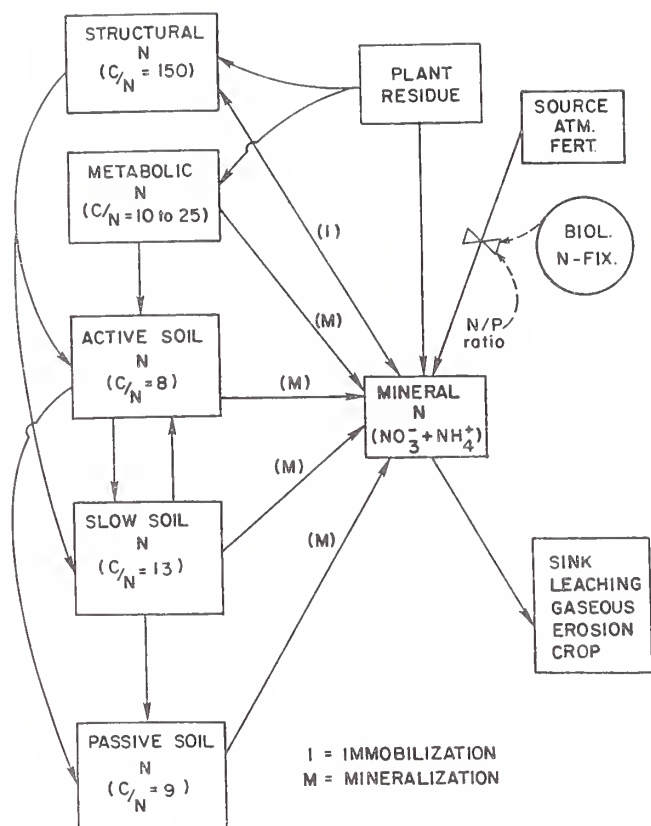 STRUCTURAL
N
(C/N = 150)
PLANT
RESIDUE
SOURCE
ATM.
FERT.
METABOLIC
N
(C/N = 10 to 25)
BIOL.
N-FIX.
(I)
(M)
N/P
ratio
ACTIVE SOIL
N
(C/N = 8)
(M)
MINERAL
N
(NO₃⁻ + NH₄⁺)
(M)
SLOW SOIL
N
(C/N = 13)
(M)
SINK
LEACHING
GASEOUS
EROSION
CROP
PASSIVE SOIL
N
(C/N = 9)
I = IMMOBILIZATION
M = MINERALIZATION